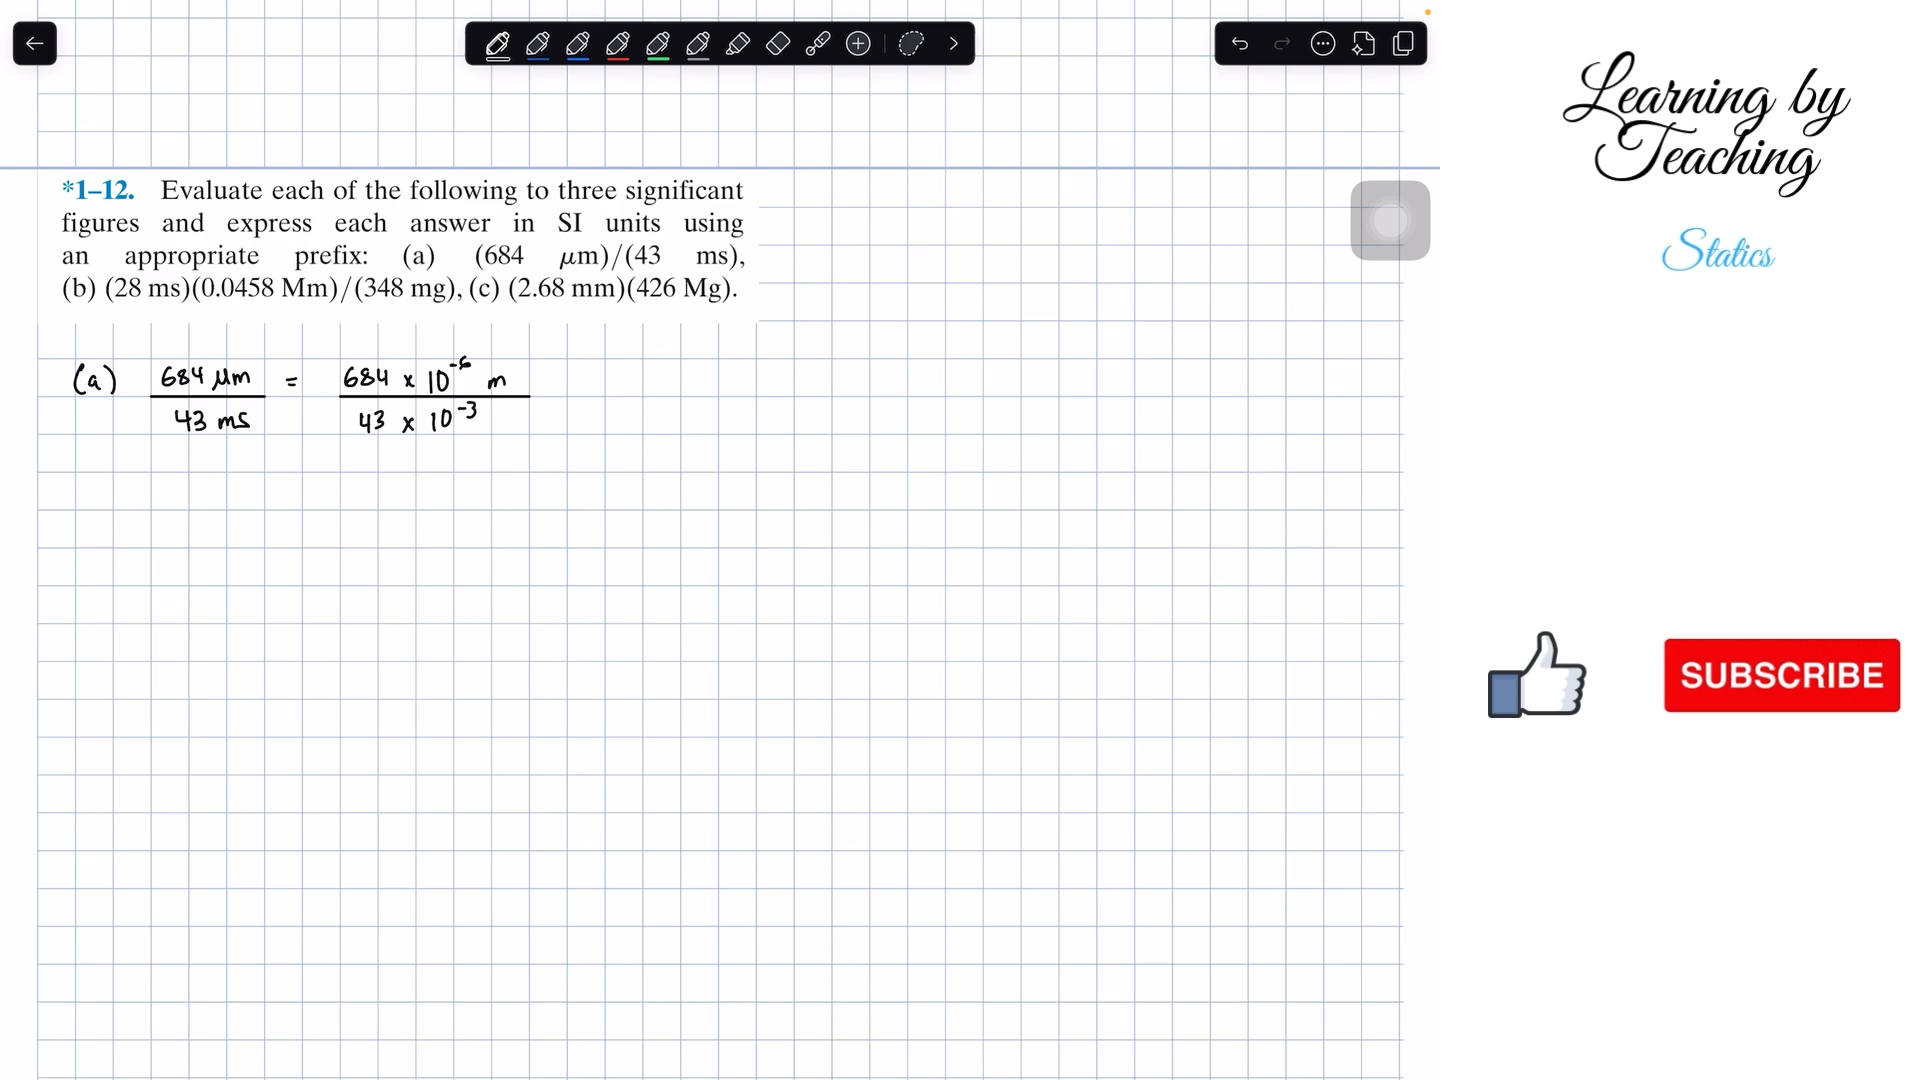 Learning by
Teaching
Statics
*1–12. Evaluate each of the following to three significant
figures and express each answer in SI units using
an appropriate prefix: (a) (684 μm)/(43 ms),
(b) (28 ms)(0.0458 Mm)/(348 mg), (c) (2.68 mm)(426 Mg).
(a) 684 μm = 684 x 10⁻⁶ m
43 ms 43 x 10⁻³
SUBSCRIBE